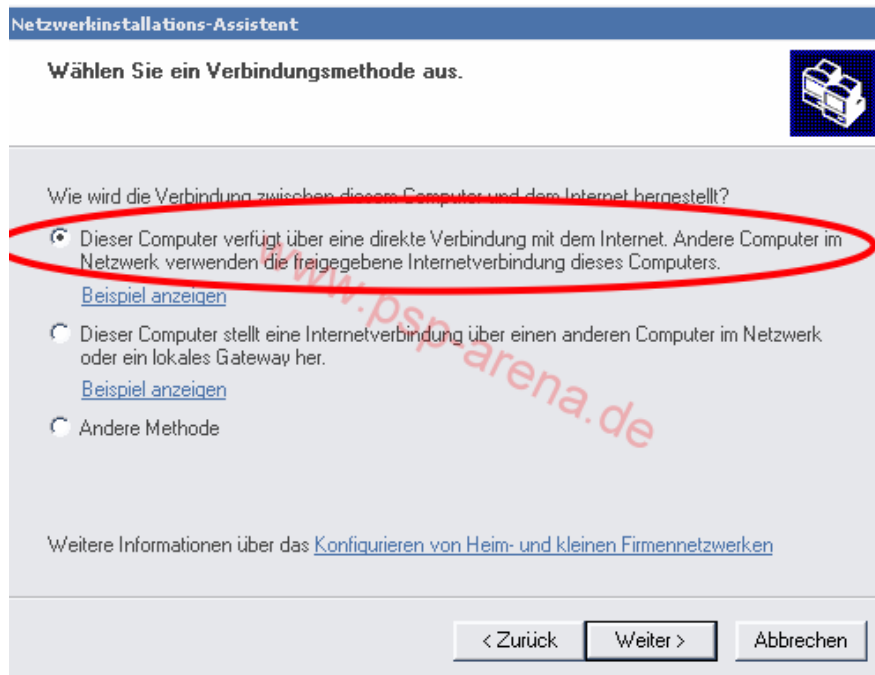 Netzwerkinstallations-Assistent
Wählen Sie ein Verbindungsmethode aus.
Wie wird die Verbindung zwischen diesem Computer und dem Internet hergestellt?
Dieser Computer verfügt über eine direkte Verbindung mit dem Internet. Andere Computer im
Netzwerk verwenden die freigegebene Internetverbindung dieses Computers.
Beispiel anzeigen
Dieser Computer stellt eine Internetverbindung über einen anderen Computer im Netzwerk
oder ein lokales Gateway her.
Beispiel anzeigen
Andere Methode
www.psp-arena.de
Weitere Informationen über das Konfigurieren von Heim- und kleinen Firmennetzwerken
< Zurück
Weiter >
Abbrechen